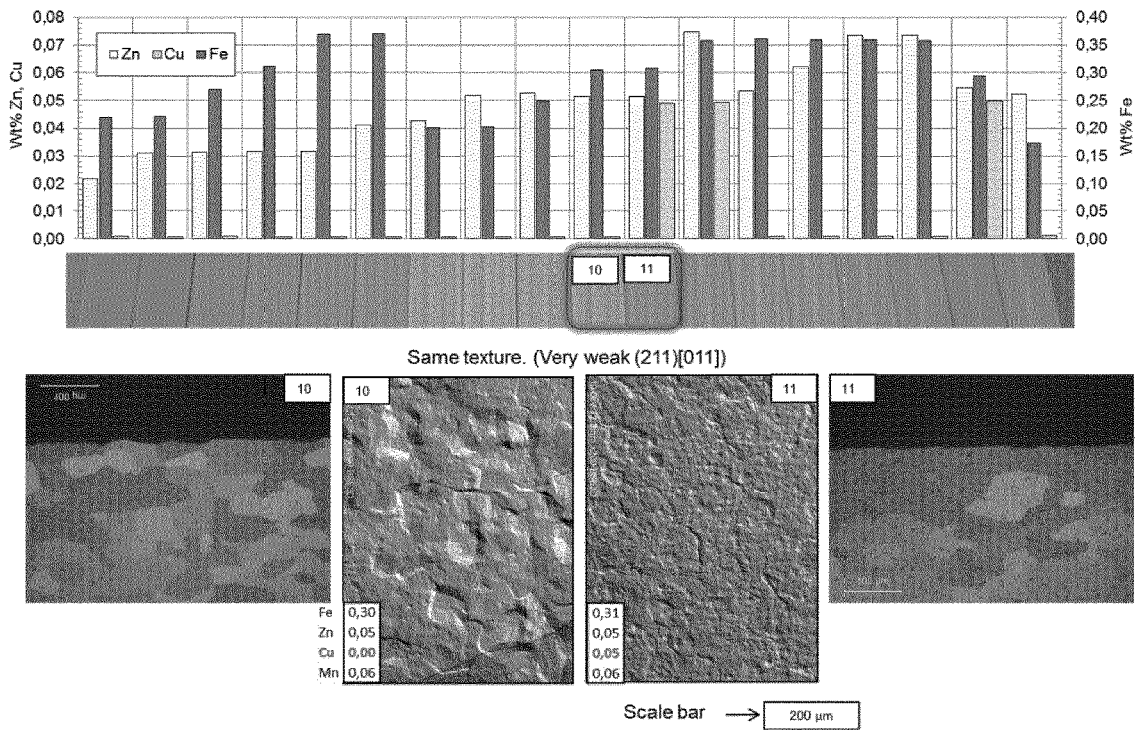 0,08
0,07
0,06
0,05
0,04
0,03
0,02
0,01
0,00
Wt% Zn, Cu
Zn Cu Fe
0,40
0,35
0,30
0,25
0,20
0,15
0,10
0,05
0,00
Wt% Fe
10 11
Same texture. (Very weak (211)[011])
10 10 11 11
Fe 0,30 0,31
Zn 0,05 0,05
Cu 0,00 0,05
Mn 0,06 0,06
Scale bar → 200 µm